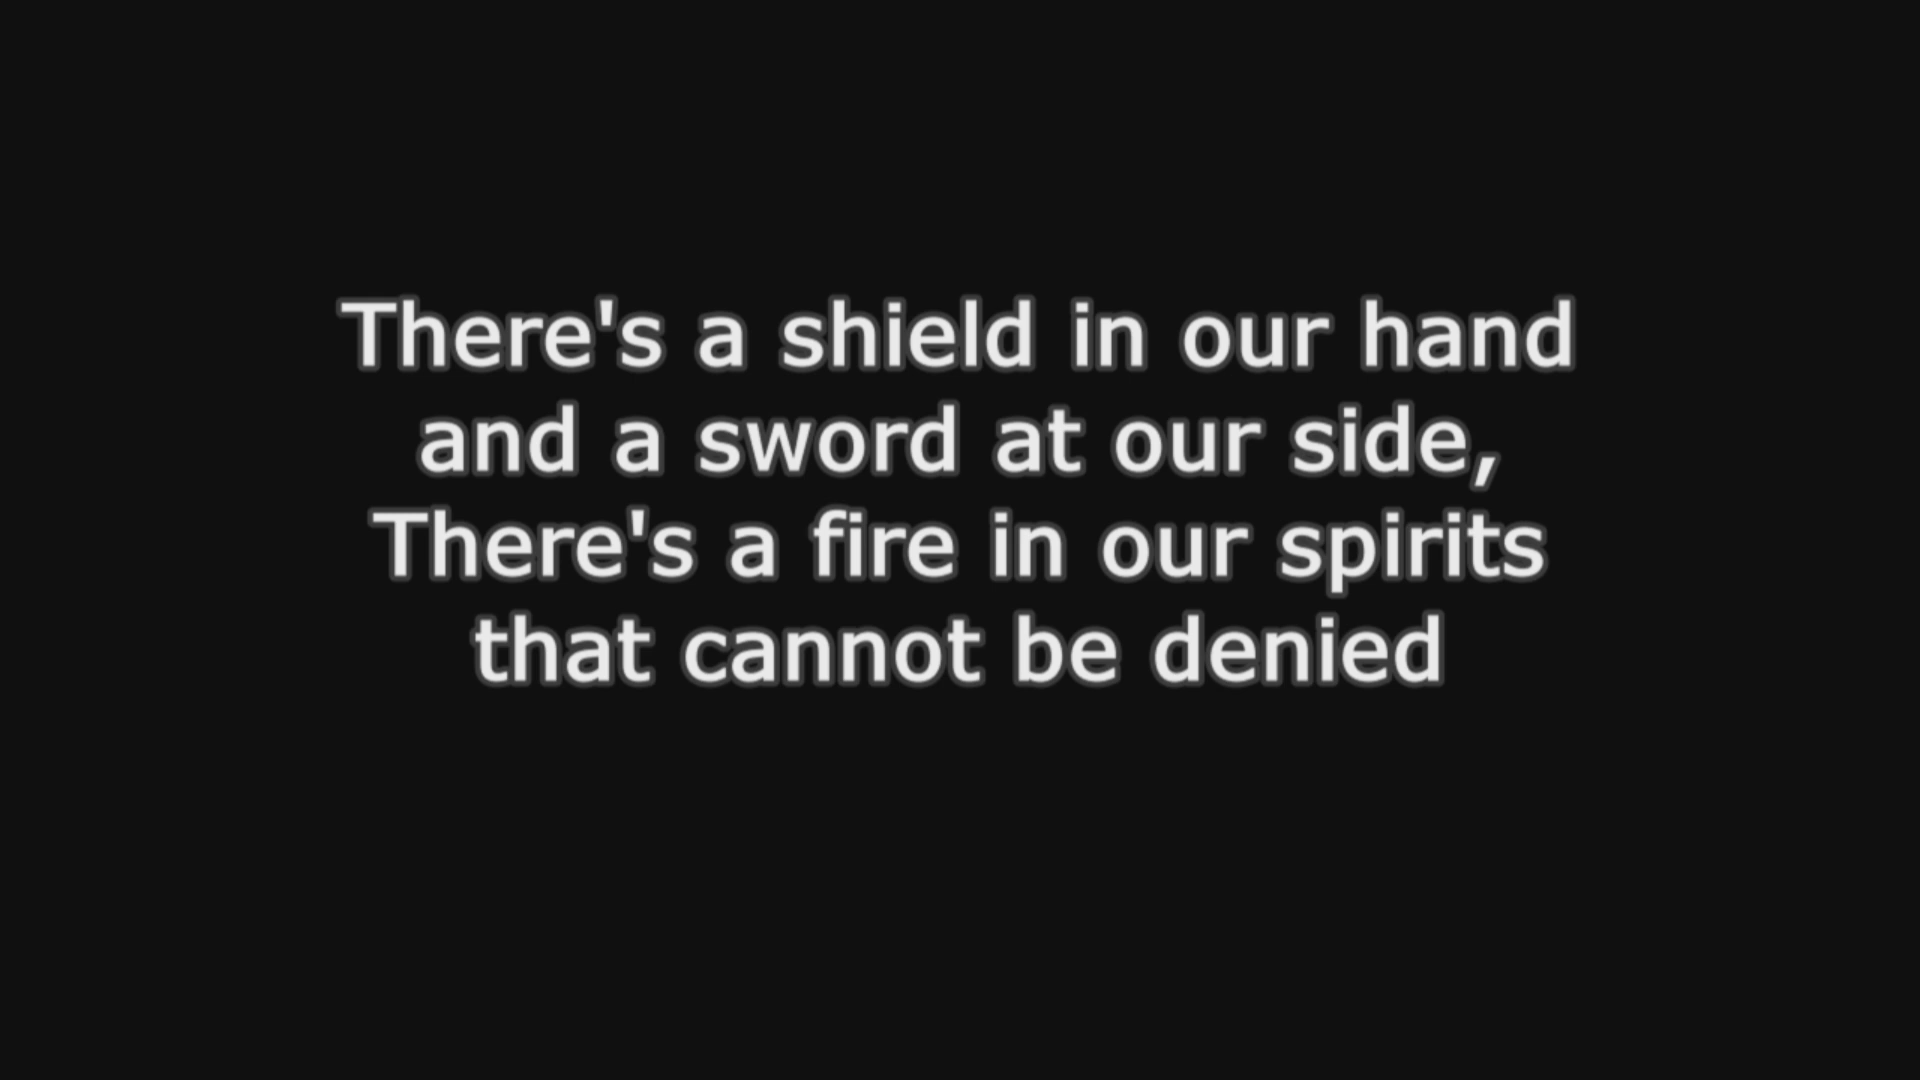 There's a shield in our hand
and a sword at our side,
There's a fire in our spirits
that cannot be denied